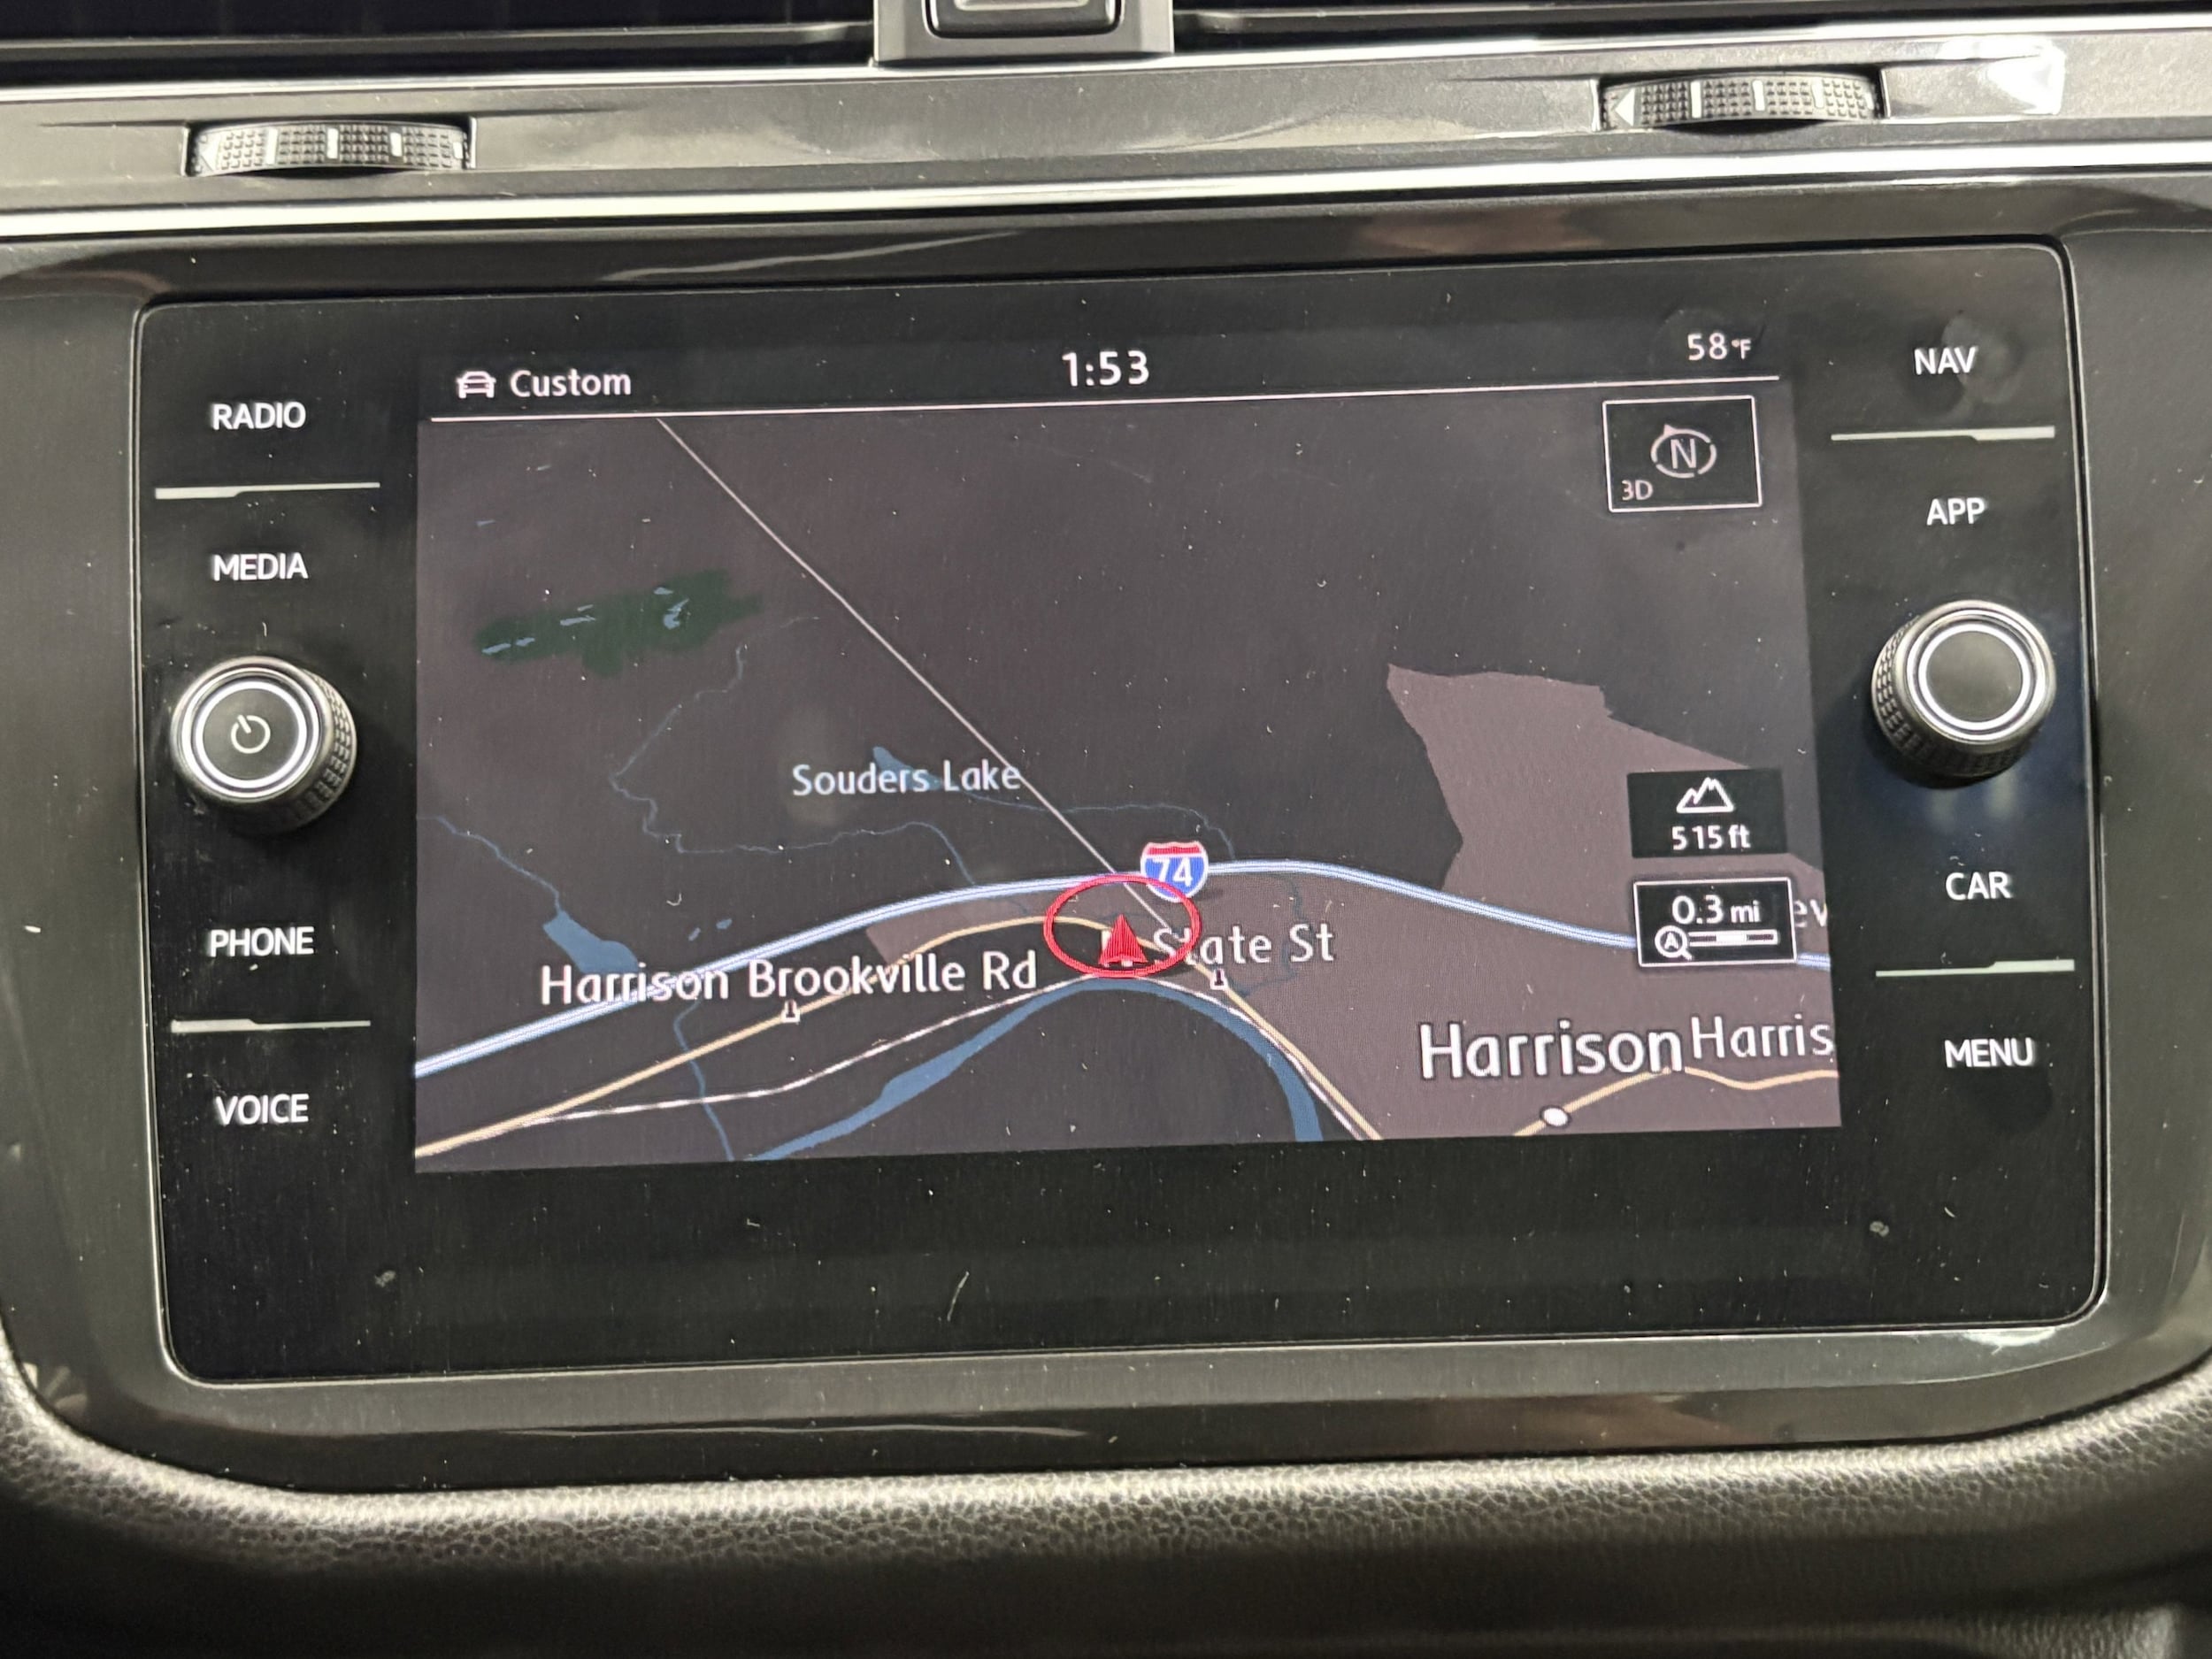 Custom
1:53
58°F
NAV
RADIO
N
3D
APP
MEDIA
Souders Lake
515 ft
74
CAR
0.3 mi
A
PHONE
State St
Harrison Brookville Rd
Harrison
Harris
MENU
VOICE